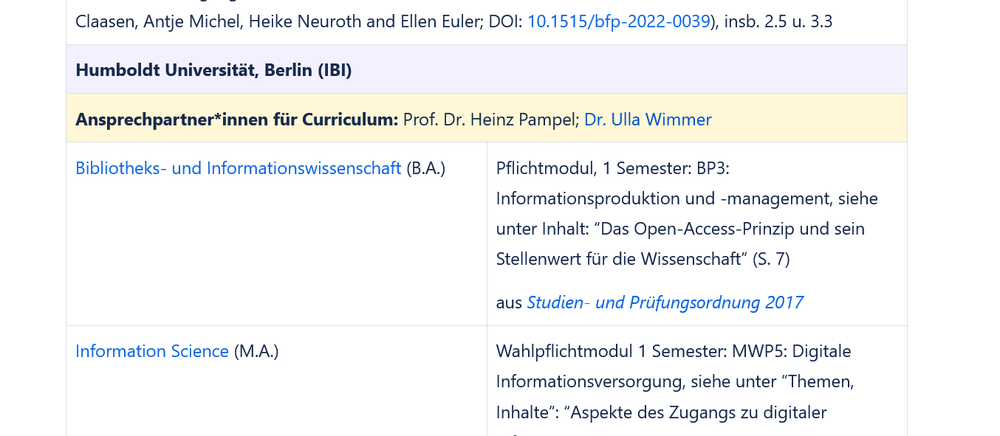 Claasen, Antje Michel, Heike Neuroth and Ellen Euler; DOI: 10.1515/bfp-2022-0039), insb. 2.5 u. 3.3
Humboldt Universität, Berlin (IBI)
Ansprechpartner*innen für Curriculum: Prof. Dr. Heinz Pampel; Dr. Ulla Wimmer
Bibliotheks- und Informationswissenschaft (B.A.)
Pflichtmodul, 1 Semester: BP3:
Informationsproduktion und -management, siehe
unter Inhalt: “Das Open-Access-Prinzip und sein
Stellenwert für die Wissenschaft” (S. 7)
aus Studien- und Prüfungsordnung 2017
Information Science (M.A.)
Wahlpflichtmodul 1 Semester: MWP5: Digitale
Informationsversorgung, siehe unter “Themen,
Inhalte”: “Aspekte des Zugangs zu digitaler